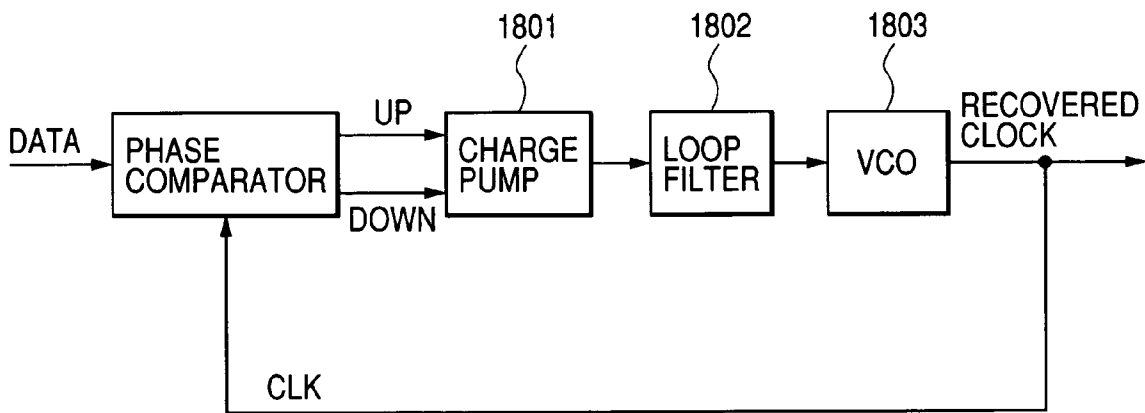 1801
1802
1803
DATA
PHASE
COMPARATOR
UP
DOWN
CHARGE
PUMP
LOOP
FILTER
VCO
RECOVERED
CLOCK
CLK